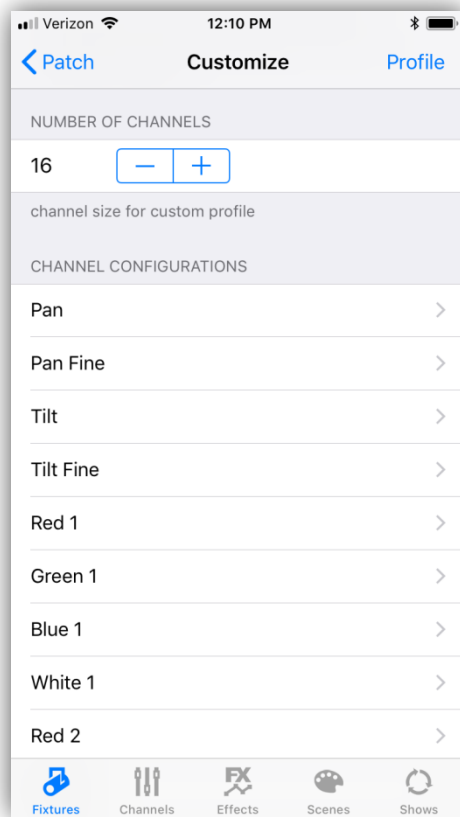 Verizon 12:10 PM
Patch Customize Profile
NUMBER OF CHANNELS
16 − +
channel size for custom profile
CHANNEL CONFIGURATIONS
Pan
Pan Fine
Tilt
Tilt Fine
Red 1
Green 1
Blue 1
White 1
Red 2
FX
Fixtures Channels Effects Scenes Shows